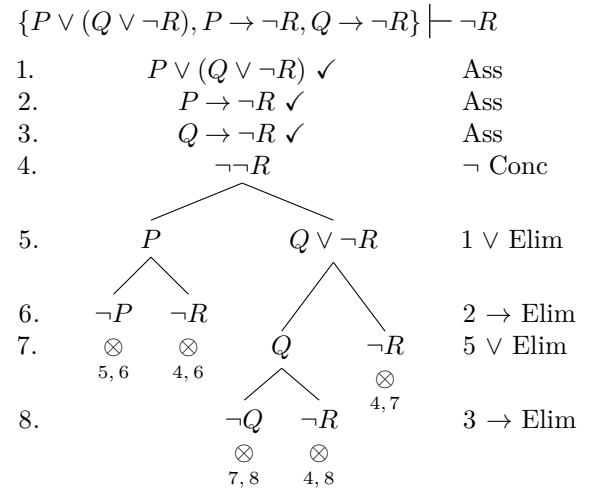 {P ∨ (Q ∨ ¬R), P → ¬R, Q → ¬R} ⊢ ¬R
1. P ∨ (Q ∨ ¬R) ✓ Ass
2. P → ¬R ✓ Ass
3. Q → ¬R ✓ Ass
4. ¬¬R ¬ Conc
5. P Q ∨ ¬R 1 ∨ Elim
6. ¬P ¬R 2 → Elim
7. ⊗ ⊗ Q ¬R 5 ∨ Elim
5, 6 4, 6 ⊗
4, 7
8. ¬Q ¬R 3 → Elim
⊗ ⊗
7, 8 4, 8